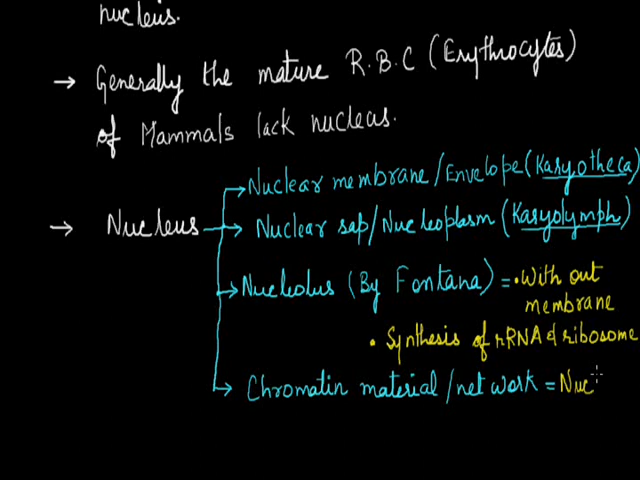 nucleus.
→ Generally the mature R.B.C (Erythrocytes)
of Mammals lack nucleas.
→ Nucleus
→ Nuclear membrane/Envelope (Karyotheca)
→ Nuclear sap/Nucleoplasm (Karyolymph)
→ Nucleolus (By Fontana) = • With out
membrane
• Synthesis of rRNA & ribosome
→ Chromatin material/net work = Nuc